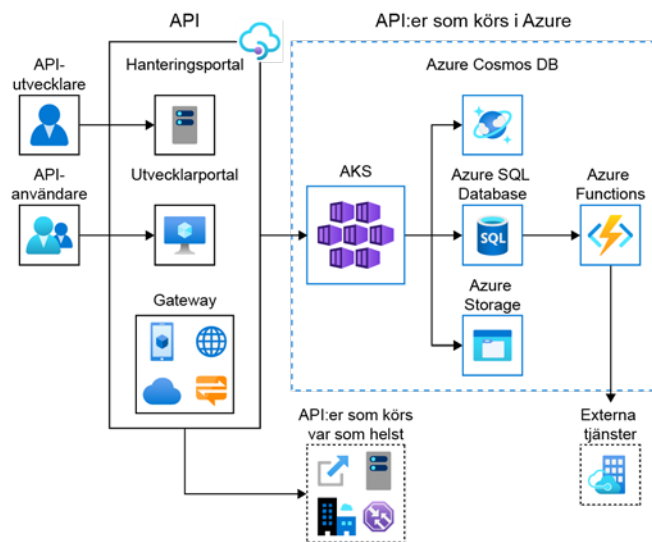 API
API:er som körs i Azure
API-
utvecklare
Hanteringsportal
API-
användare
Utvecklarportal
Gateway
AKS
Azure Cosmos DB
Azure SQL
Database
SQL
Azure
Storage
Azure
Functions
API:er som körs
var som helst
Externa
tjänster